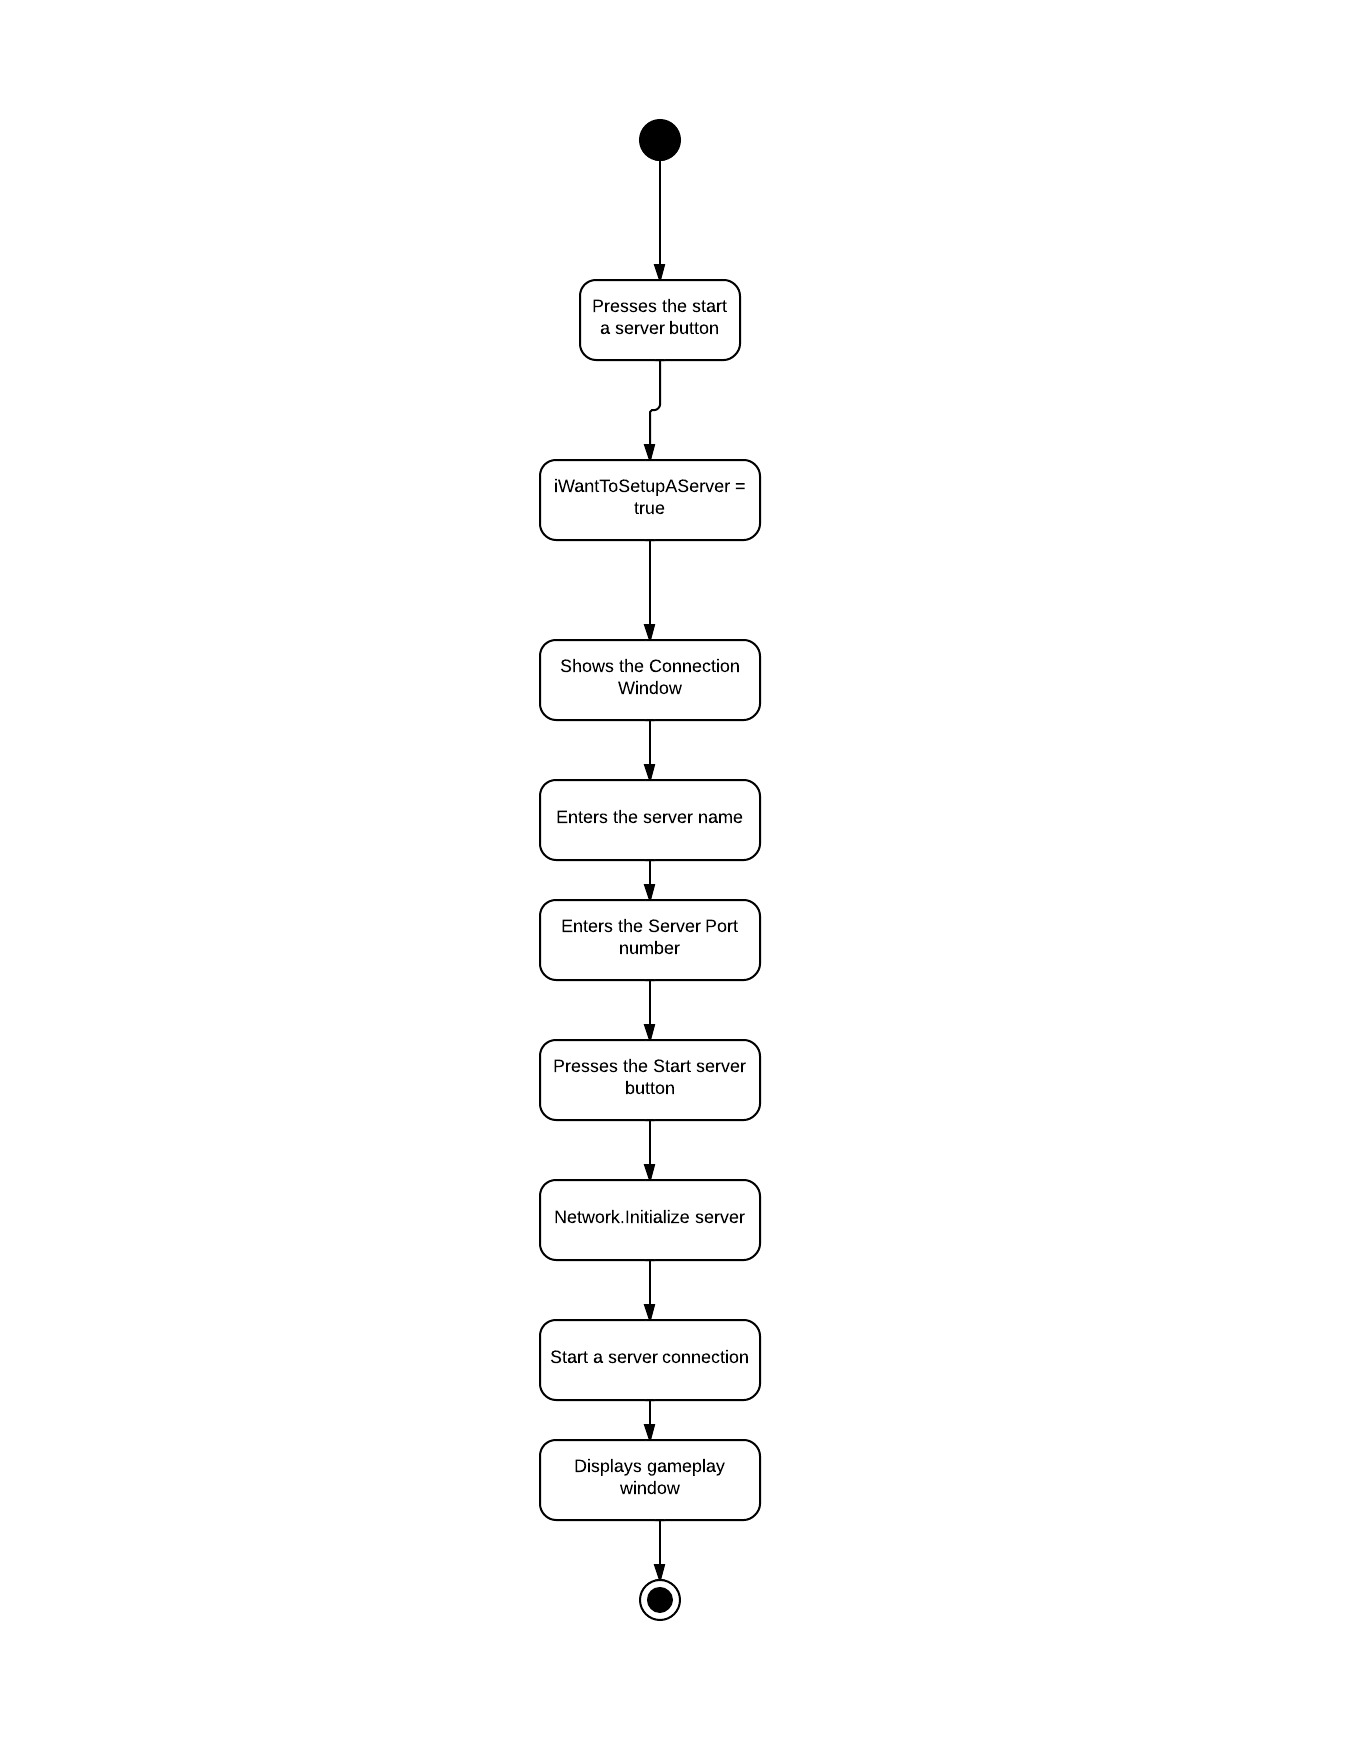 Presses the start
a server button
iWantToSetupAServer =
true
Shows the Connection
Window
Enters the server name
Enters the Server Port
number
Presses the Start server
button
Network.Initialize server
Start a server connection
Displays gameplay
window